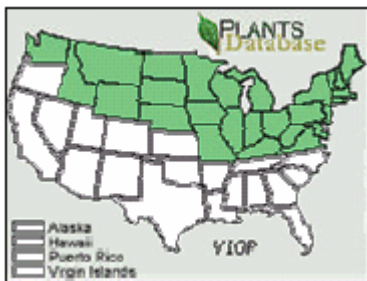 PLANTS
Database
Alaska
Hawaii
Puerto Rico
Virgin Islands
VIOP